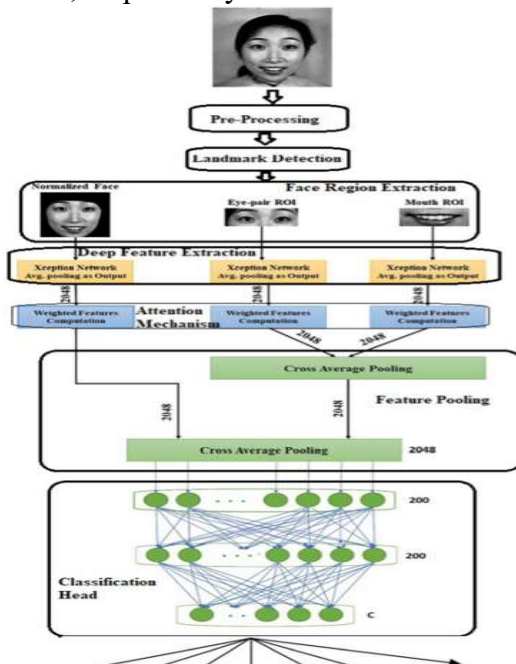 Pre-Processing
Landmark Detection
Normalized Face
Face Region Extraction
Eye-pair ROI
Mouth ROI
Deep Feature Extraction
Xception Network
Avg. pooling as Output
Xception Network
Avg. pooling as Output
Xception Network
Avg. pooling as Output
2048
2048
2048
Weighted Features
Computation
Attention
Mechanism
Weighted Features
Computation
Weighted Features
Computation
2048
2048
Cross Average Pooling
2048
2048
Feature Pooling
Cross Average Pooling
2048
200
200
Classification
Head
C